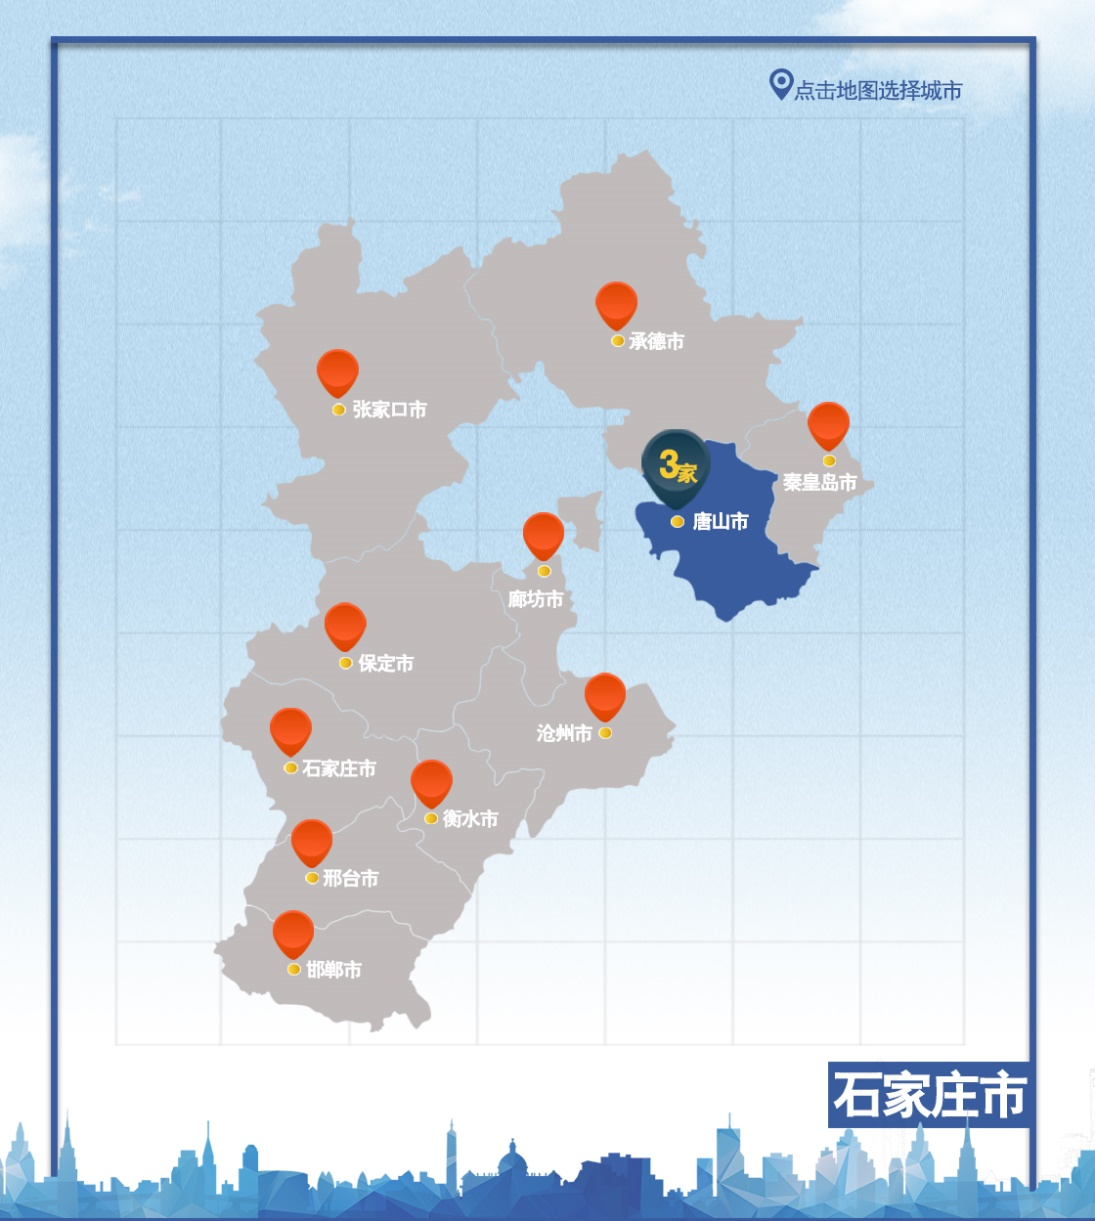 点击地图选择城市
承德市
张家口市
秦皇岛市
3家
唐山市
廊坊市
保定市
沧州市
石家庄市
衡水市
邢台市
邯郸市
石家庄市